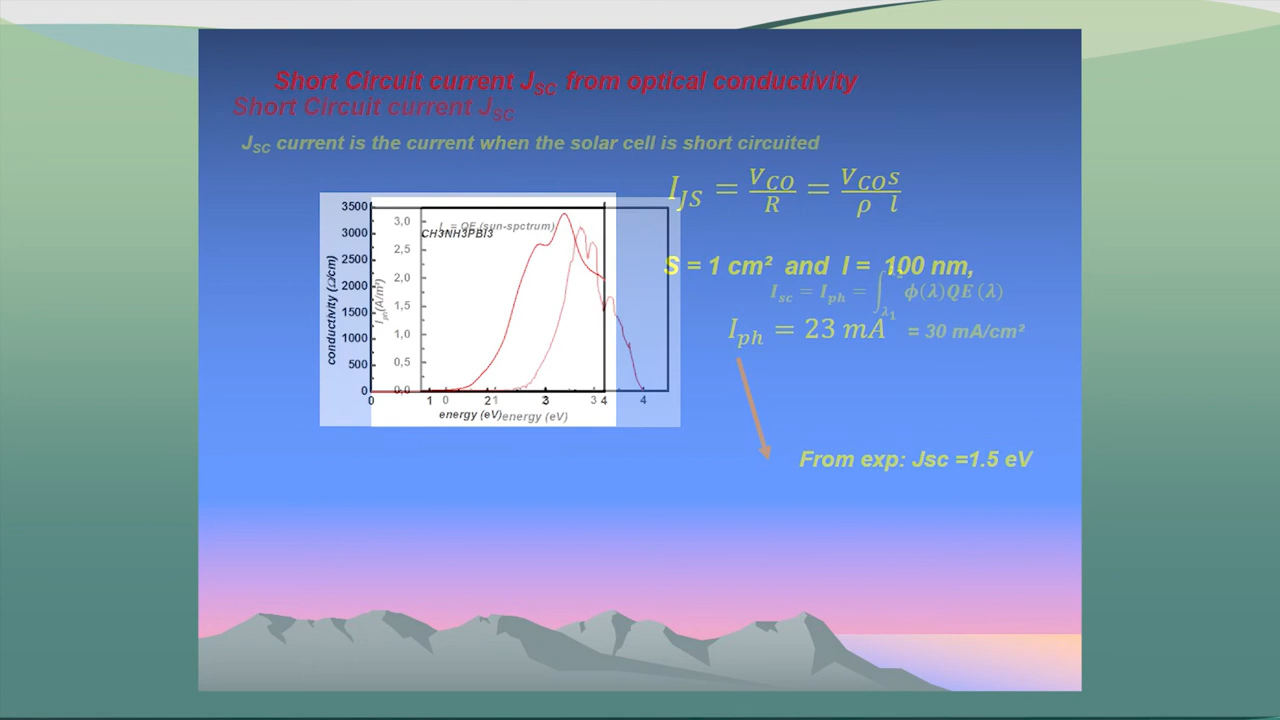 Short Circuit current J_SC from optical conductivity
Short Circuit current J_SC
J_SC current is the current when the solar cell is short circuited
I_JS = V_CO/R = V_CO s/ρ l
S = 1 cm² and l = 100 nm,
I_sc = I_ph = ∫_λ₁ ϕ(λ)QE (λ)
I_ph = 23 mA
= 30 mA/cm²
From exp: Jsc =1.5 eV
= QE (sun-spctrum)
CH3NH3PBI3
3500
3000
2500
2000
1500
1000
500
0
conductivity (Ω/cm)
3,0
2,5
2,0
1,5
1,0
0,5
0,0
I_ph(A/m²)
0 1 2 3 4
energy (eV)
0 1 2 3 4
energy (eV)